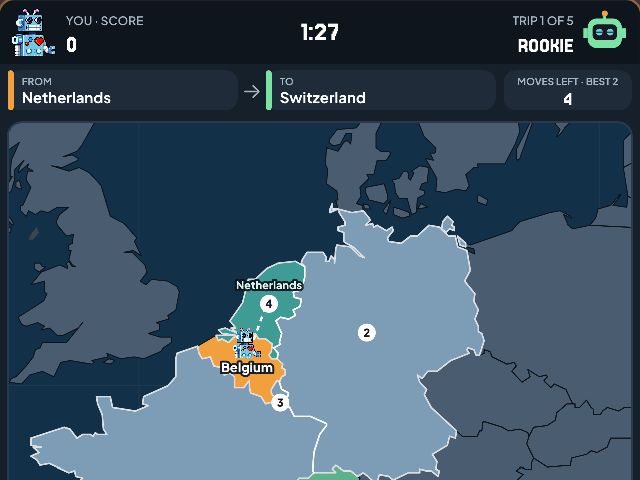 YOU · SCORE
0
1:27
TRIP 1 OF 5
ROOKIE
FROM
Netherlands
→
TO
Switzerland
MOVES LEFT · BEST 2
4
Netherlands
4
2
Belgium
3